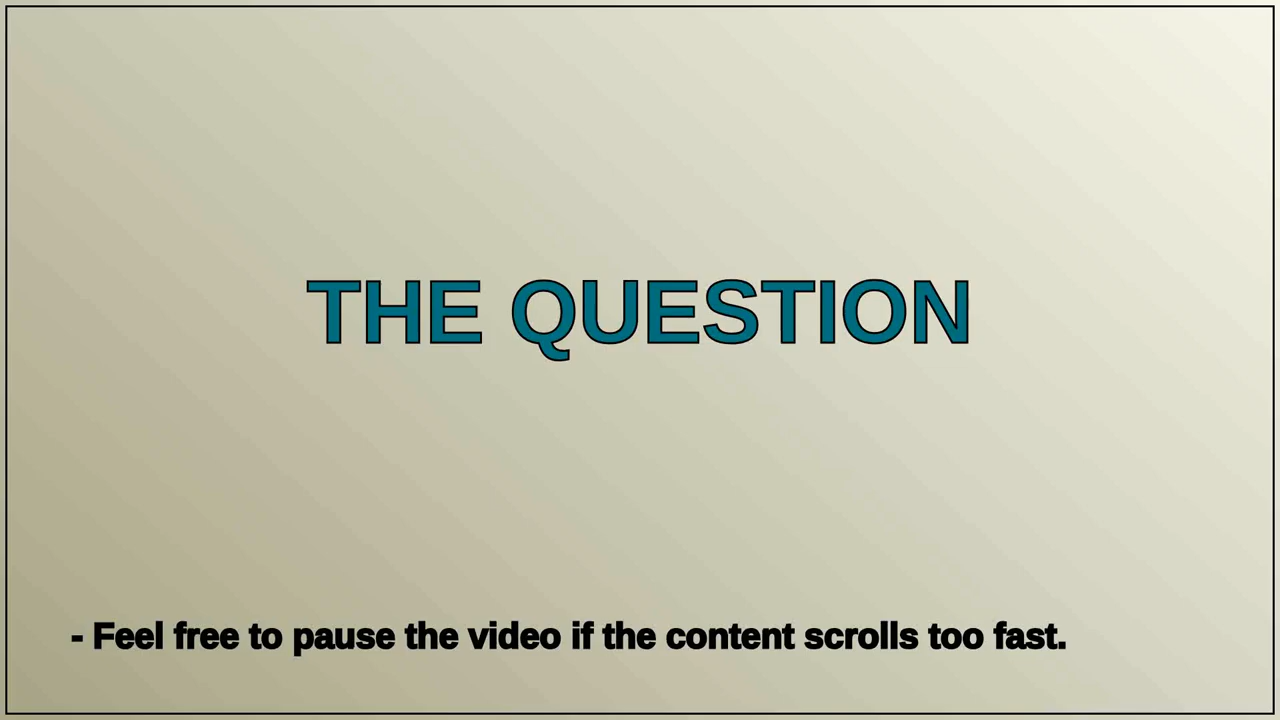 THE QUESTION
- Feel free to pause the video if the content scrolls too fast.